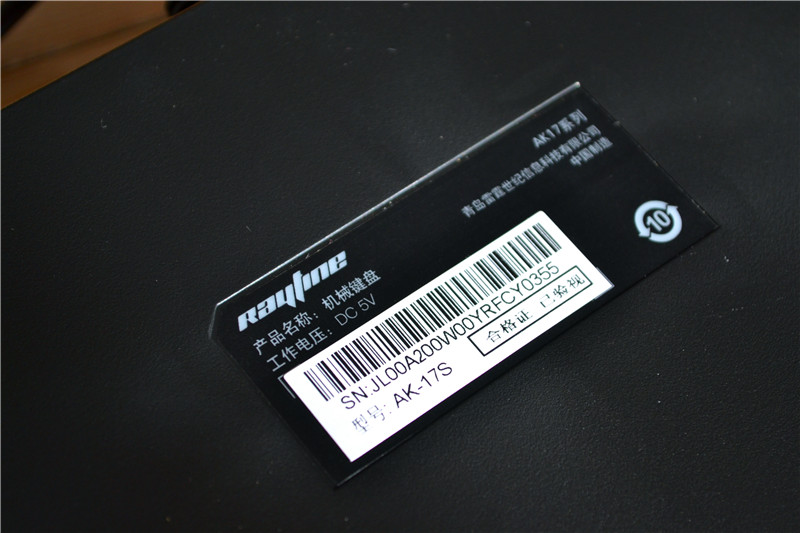 Rayline
产品名称：机械键盘
工作电压：DC 5V
AK17系列
青岛雷霆世纪信息科技有限公司
中国制造
10
SN:JL00A200W00YRFCY0355
型号: AK-17S
合格证 已验视